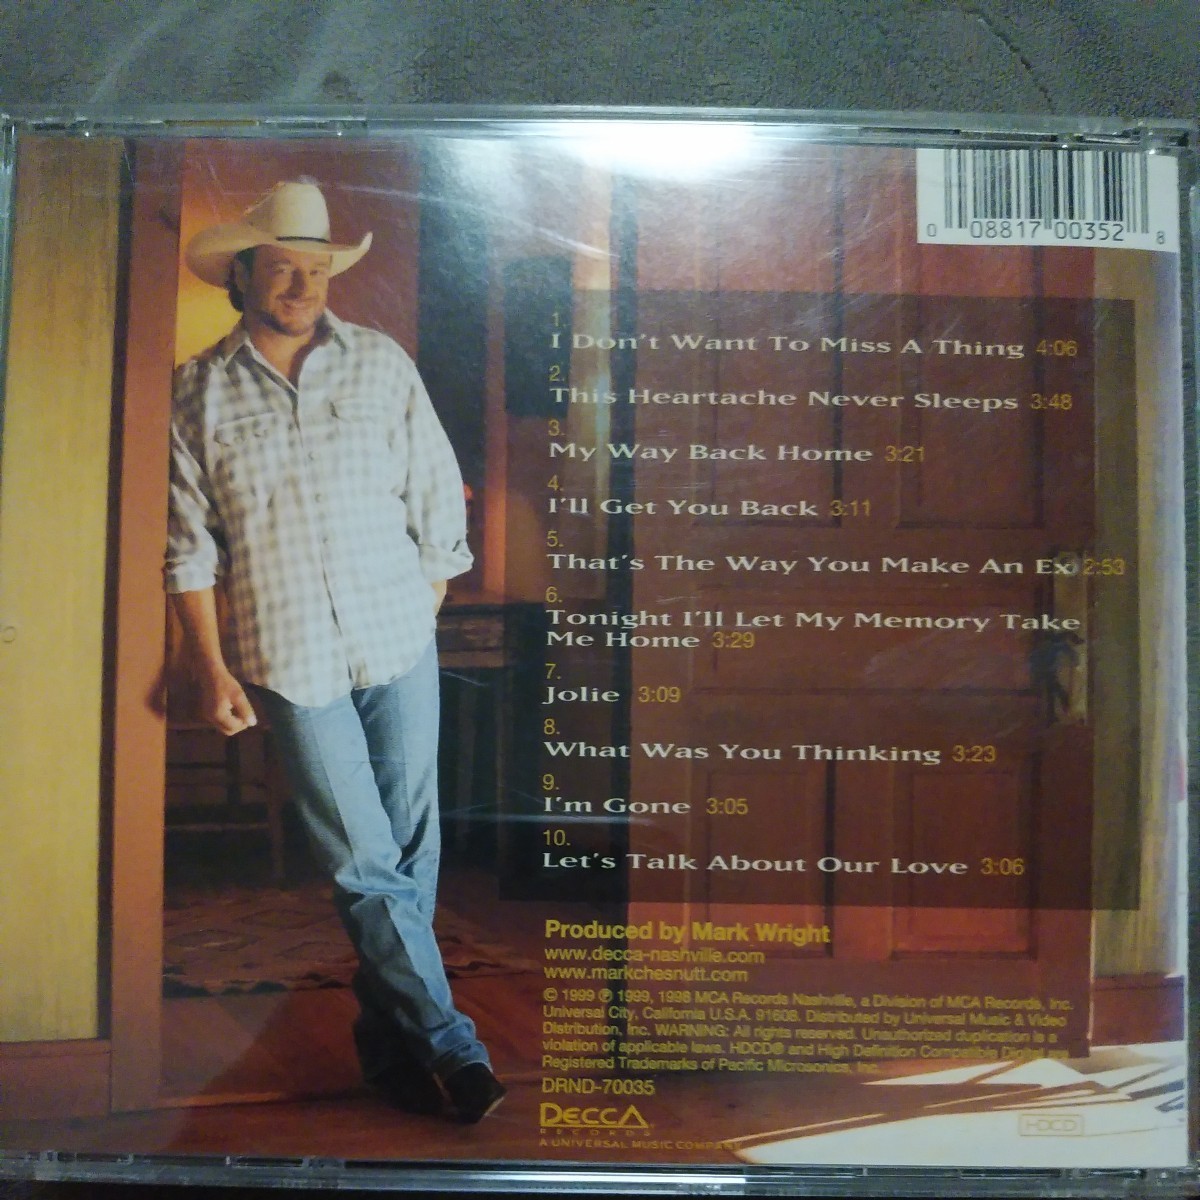 0 08817 00352 8
1.
I Don't Want To Miss A Thing 4:06
2.
This Heartache Never Sleeps 3:48
3.
My Way Back Home 3:21
4.
I'll Get You Back 3:11
5.
That's The Way You Make An Ex 2:53
6.
Tonight I'll Let My Memory Take
Me Home 3:29
7.
Jolie 3:09
8.
What Was You Thinking 3:23
9.
I'm Gone 3:05
10.
Let's Talk About Our Love 3:06
Produced by Mark Wright
www.decca-nashville.com
www.markchesnutt.com
© 1999 ℗ 1999, 1998 MCA Records Nashville, a Division of MCA Records, Inc.
Universal City, California U.S.A. 91608. Distributed by Universal Music & Video
Distribution, Inc. WARNING: All rights reserved. Unauthorized duplication is a
violation of applicable laws. HDCD® and High Definition Compatible Digital are
Registered Trademarks of Pacific Microsonics, Inc.
DRND-70035
DECCA
RECORDS
A UNIVERSAL MUSIC COMPANY
HDCD